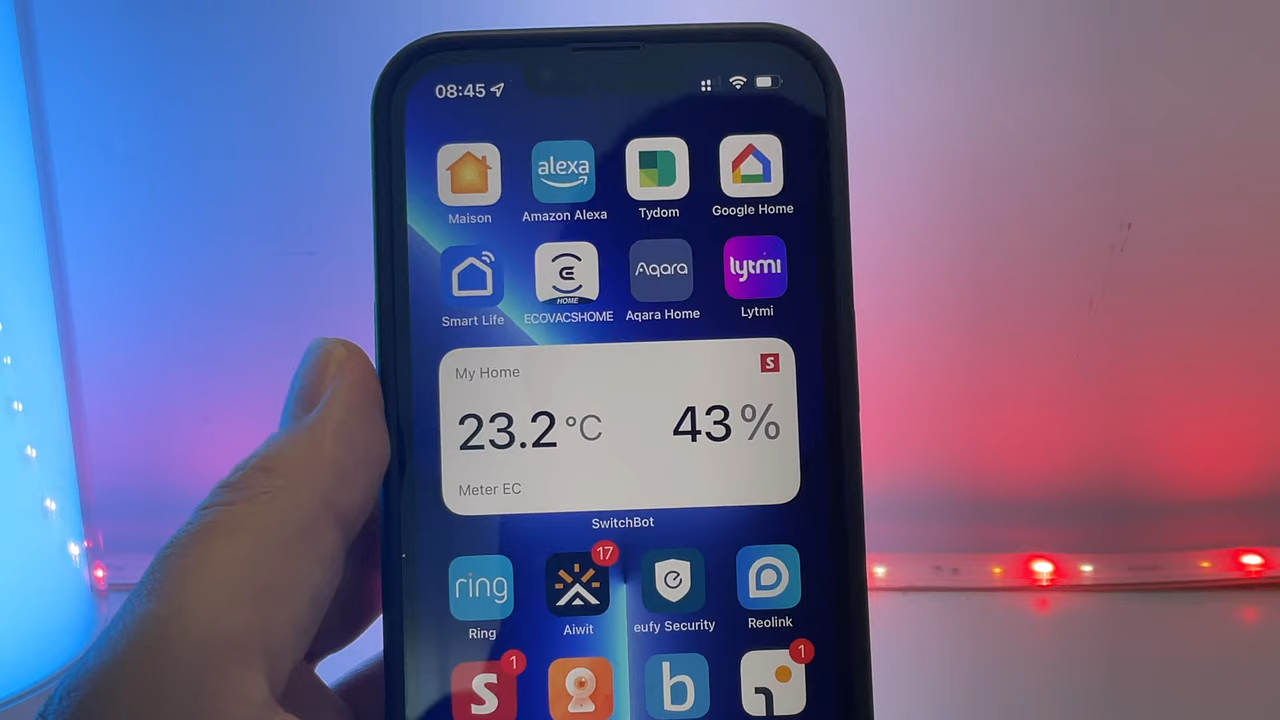 08:45
alexa
Maison
Amazon Alexa
Tydom
Google Home
HOME
Aqara
lytmi
Smart Life
ECOVACSHOME
Aqara Home
Lytmi
My Home
S
23.2 °C
43 %
Meter EC
SwitchBot
ring
17
Ring
Aiwit
eufy Security
Reolink
1
1
S
b